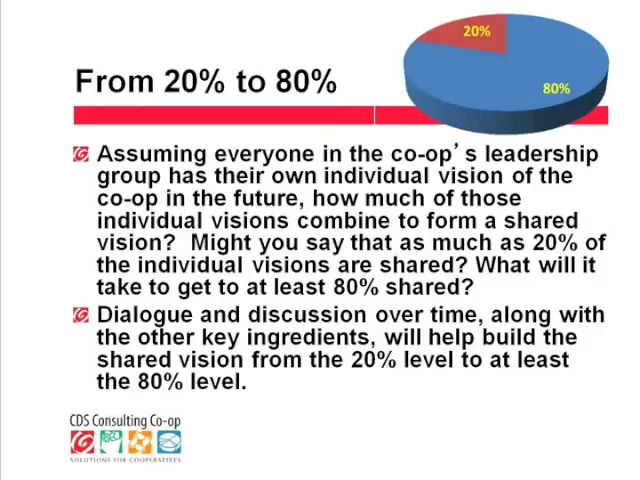 20%
80%
From 20% to 80%
Assuming everyone in the co-op's leadership
group has their own individual vision of the
co-op in the future, how much of those
individual visions combine to form a shared
vision?  Might you say that as much as 20% of
the individual visions are shared? What will it
take to get to at least 80% shared?
Dialogue and discussion over time, along with
the other key ingredients, will help build the
shared vision from the 20% level to at least
the 80% level.
CDS Consulting Co-op
SOLUTIONS FOR COOPERATIVES